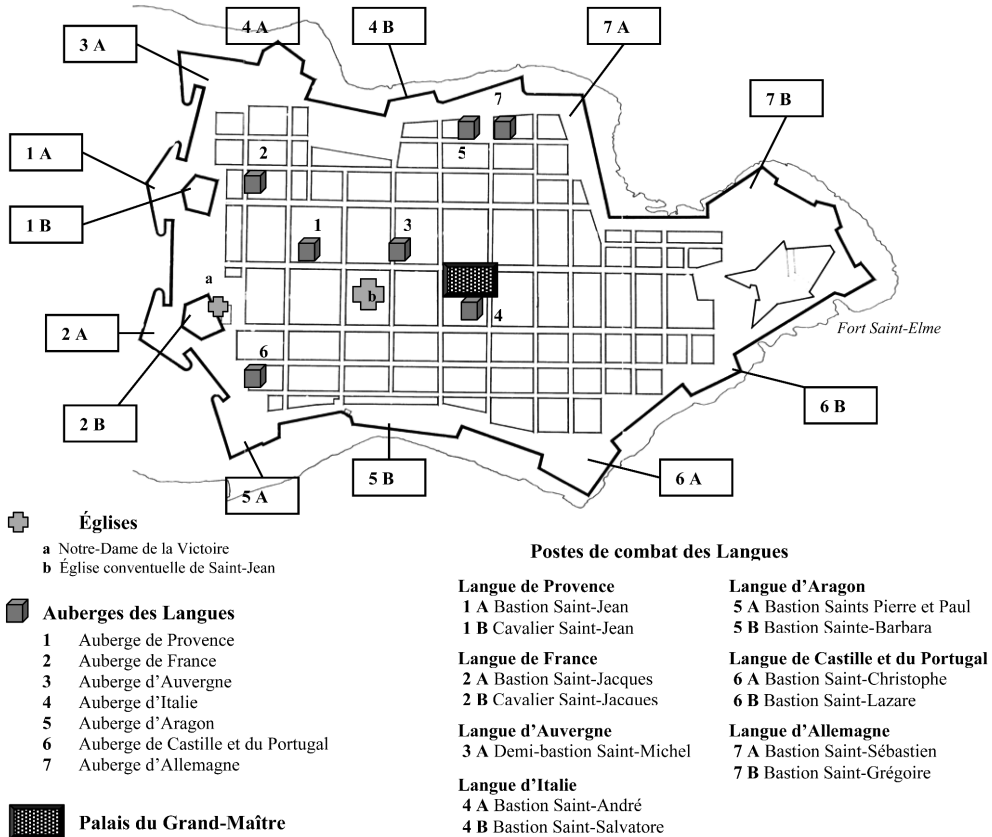 4 A
4 B
7 A
3 A
7 B
7
1 A
2
5
1 B
1
3
a
b
2 A
4
Fort Saint-Elme
6
2 B
6 B
5 A
5 B
6 A
Églises
a Notre-Dame de la Victoire
b Église conventuelle de Saint-Jean
Auberges des Langues
1 Auberge de Provence
2 Auberge de France
3 Auberge d'Auvergne
4 Auberge d'Italie
5 Auberge d'Aragon
6 Auberge de Castille et du Portugal
7 Auberge d'Allemagne
Palais du Grand-Maître
Postes de combat des Langues
Langue de Provence
1 A Bastion Saint-Jean
1 B Cavalier Saint-Jean
Langue de France
2 A Bastion Saint-Jacques
2 B Cavalier Saint-Jacques
Langue d'Auvergne
3 A Demi-bastion Saint-Michel
Langue d'Italie
4 A Bastion Saint-André
4 B Bastion Saint-Salvatore
Langue d'Aragon
5 A Bastion Saints Pierre et Paul
5 B Bastion Sainte-Barbara
Langue de Castille et du Portugal
6 A Bastion Saint-Christophe
6 B Bastion Saint-Lazare
Langue d'Allemagne
7 A Bastion Saint-Sébastien
7 B Bastion Saint-Grégoire